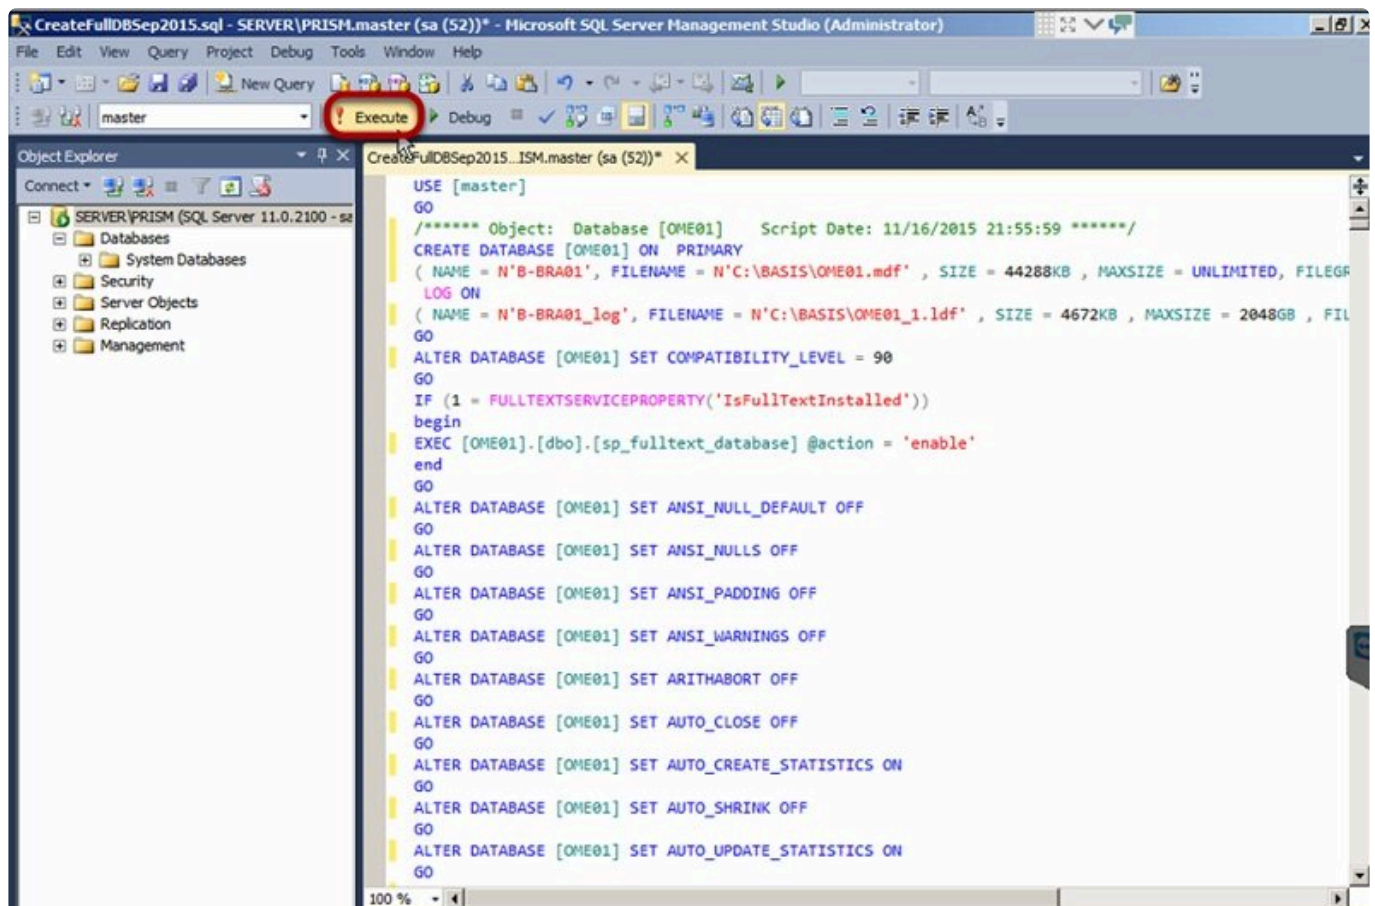 CreateFullDBSep2015.sql - SERVER\PRISM.master (sa (52))* - Microsoft SQL Server Management Studio (Administrator)
File Edit View Query Project Debug Tools Window Help
New Query
master Execute Debug
Object Explorer
CreateFullDBSep2015...ISM.master (sa (52))*
Connect
SERVER\PRISM (SQL Server 11.0.2100 - sa
Databases
System Databases
Security
Server Objects
Replication
Management
USE [master]
GO
/****** Object: Database [OME01] Script Date: 11/16/2015 21:55:59 ******/
CREATE DATABASE [OME01] ON PRIMARY
( NAME = N'B-BRA01', FILENAME = N'C:\BASIS\OME01.mdf' , SIZE = 44288KB , MAXSIZE = UNLIMITED, FILEGR
LOG ON
( NAME = N'B-BRA01_log', FILENAME = N'C:\BASIS\OME01_1.ldf' , SIZE = 4672KB , MAXSIZE = 2048GB , FIL
GO
ALTER DATABASE [OME01] SET COMPATIBILITY_LEVEL = 90
GO
IF (1 = FULLTEXTSERVICEPROPERTY('IsFullTextInstalled'))
begin
EXEC [OME01].[dbo].[sp_fulltext_database] @action = 'enable'
end
GO
ALTER DATABASE [OME01] SET ANSI_NULL_DEFAULT OFF
GO
ALTER DATABASE [OME01] SET ANSI_NULLS OFF
GO
ALTER DATABASE [OME01] SET ANSI_PADDING OFF
GO
ALTER DATABASE [OME01] SET ANSI_WARNINGS OFF
GO
ALTER DATABASE [OME01] SET ARITHABORT OFF
GO
ALTER DATABASE [OME01] SET AUTO_CLOSE OFF
GO
ALTER DATABASE [OME01] SET AUTO_CREATE_STATISTICS ON
GO
ALTER DATABASE [OME01] SET AUTO_SHRINK OFF
GO
ALTER DATABASE [OME01] SET AUTO_UPDATE_STATISTICS ON
GO
100 %